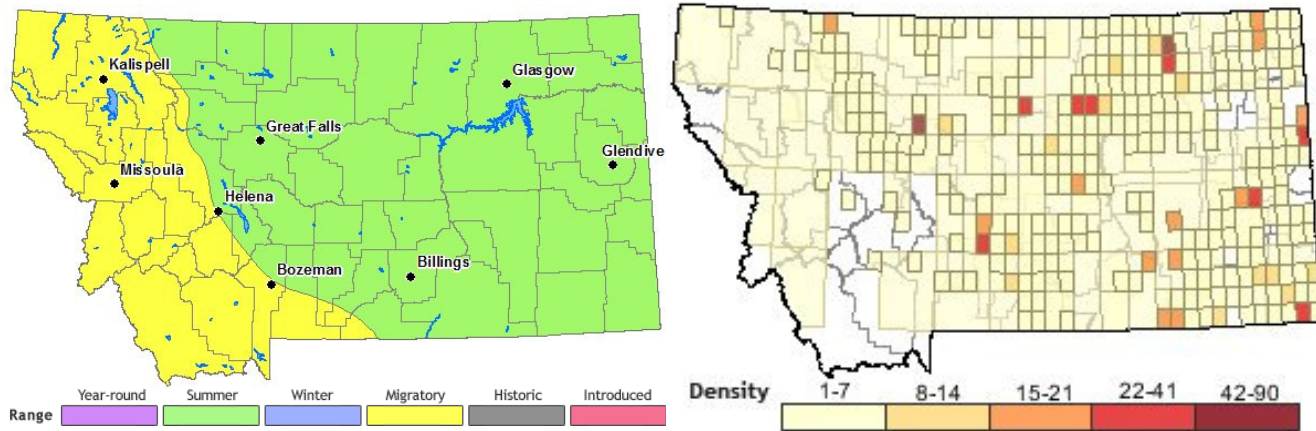 Kalispell
Glasgow
Great Falls
Glendive
Missoula
Helena
Bozeman
Billings
Year-round Summer Winter Migratory Historic Introduced
Range
Density 1-7 8-14 15-21 22-41 42-90